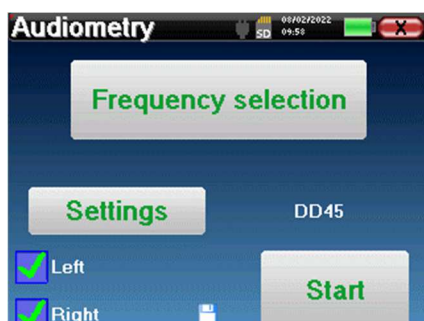 Audiometry
SD
08/02/2022
09:58
X
Frequency selection
Settings
DD45
Left
Start
Right